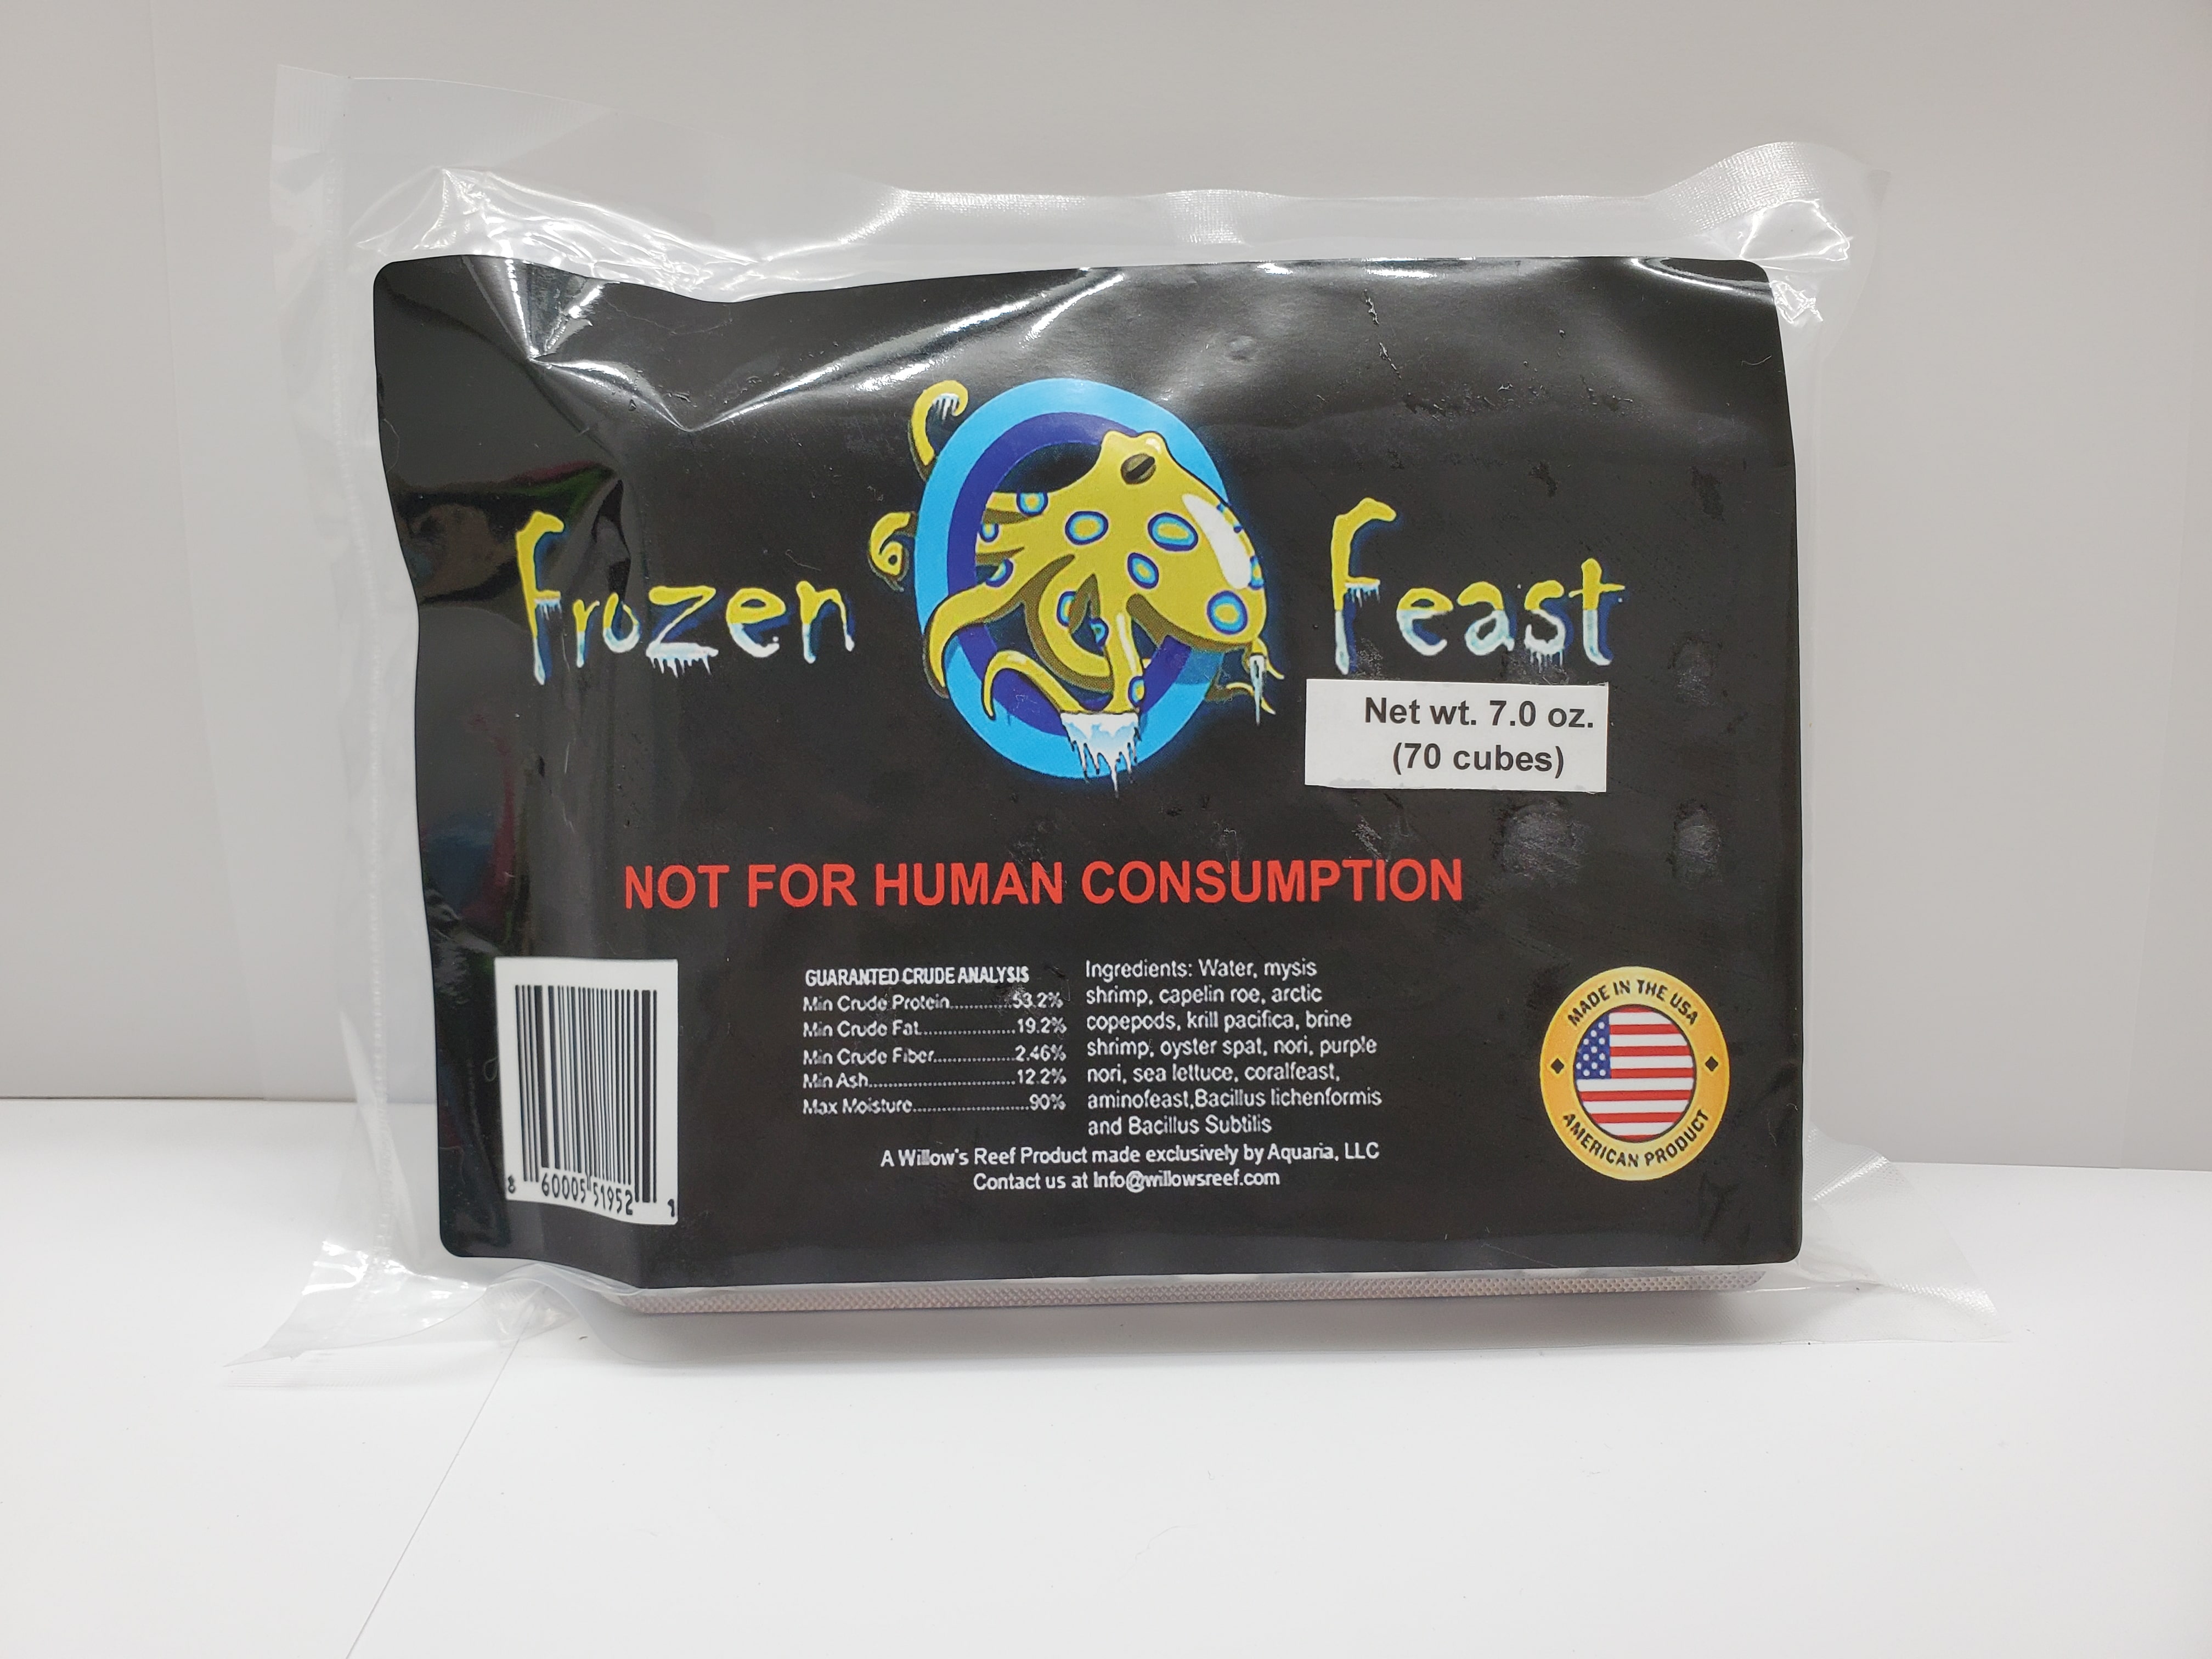 Frozen Feast
Net wt. 7.0 oz.
(70 cubes)
NOT FOR HUMAN CONSUMPTION
GUARANTED CRUDE ANALYSIS
Min Crude Protein..............53.2%
Min Crude Fat.....................19.2%
Min Crude Fiber..................2.46%
Min Ash................................12.2%
Max Moisture.........................90%
Ingredients: Water, mysis
shrimp, capelin roe, arctic
copepods, krill pacifica, brine
shrimp, oyster spat, nori, purple
nori, sea lettuce, coralfeast,
aminofeast,Bacillus lichenformis
and Bacillus Subtilis
A Willow's Reef Product made exclusively by Aquaria, LLC
Contact us at Info@willowsreef.com
8 60005 51952 1
MADE IN THE USA
AMERICAN PRODUCT